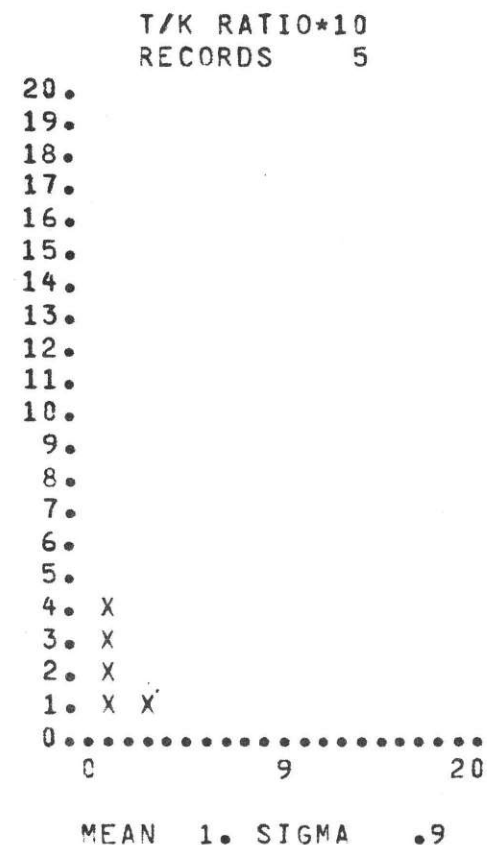 T/K RATIO*10
RECORDS 5
20.
19.
18.
17.
16.
15.
14.
13.
12.
11.
10.
9.
8.
7.
6.
5.
4. X
3. X
2. X
1. X X
0......................
0 9 20
MEAN 1. SIGMA .9